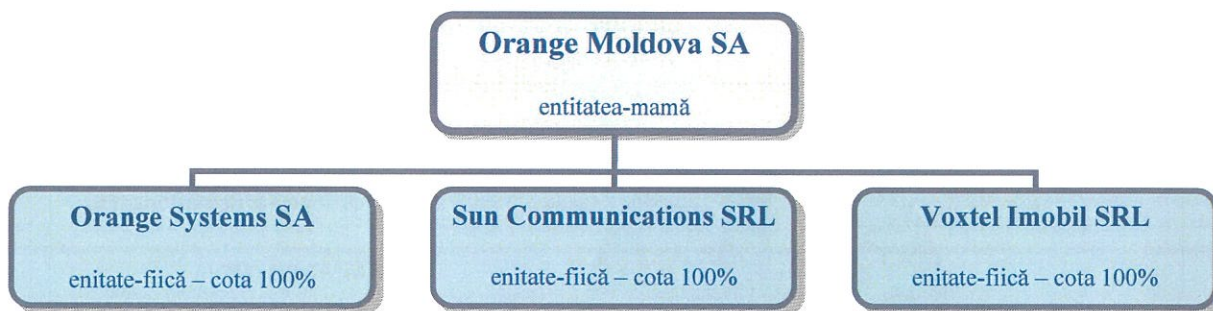 Orange Moldova SA
entitatea-mamă
Orange Systems SA
enitate-fiică – cota 100%
Sun Communications SRL
enitate-fiică – cota 100%
Voxtel Imobil SRL
enitate-fiică – cota 100%